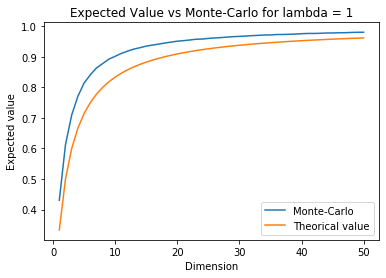 Expected Value vs Monte-Carlo for lambda = 1
1.0
0.9
0.8
0.7
0.6
0.5
0.4
Expected value
Monte-Carlo
Theorical value
0 10 20 30 40 50
Dimension